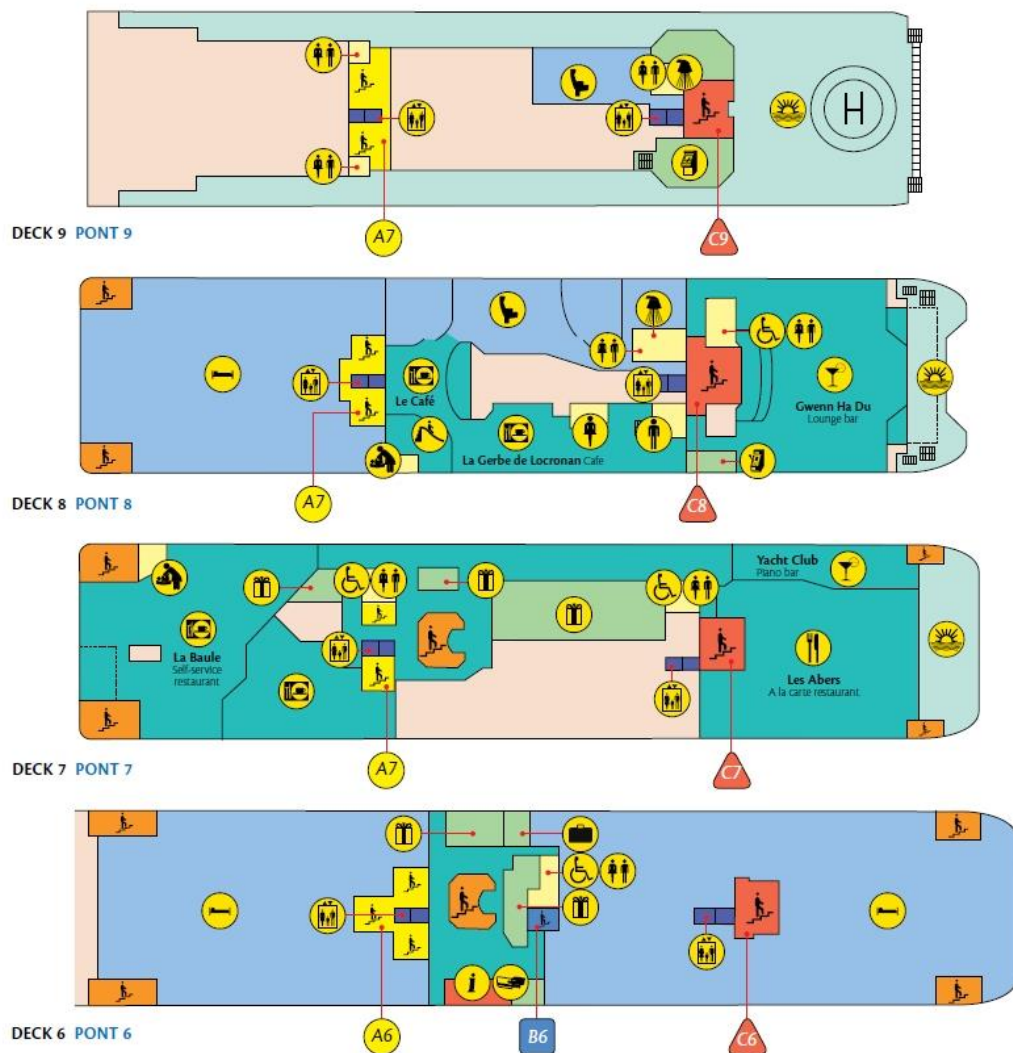 H
DECK 9 PONT 9
A7
C9
Le Café
La Gerbe de Locronan Cafe
Gwenn Ha Du
Lounge bar
A7
C8
DECK 8 PONT 8
Yacht Club
Piano bar
La Baule
Self-service
restaurant
Les Abers
A la carte restaurant
A7
C7
DECK 7 PONT 7
i
A6
B6
C6
DECK 6 PONT 6